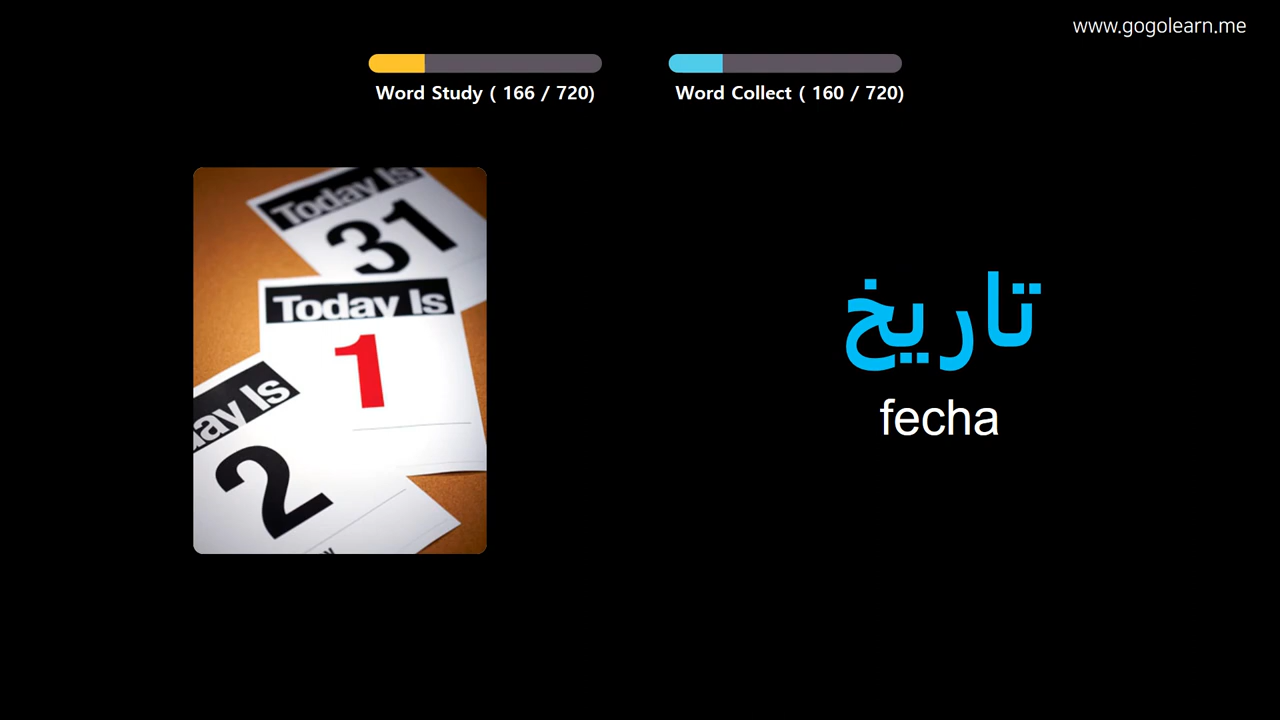 www.gogolearn.me
Word Study ( 166 / 720)
Word Collect ( 160 / 720)
Today Is
31
Today Is
1
ay Is
2
تاريخ
fecha